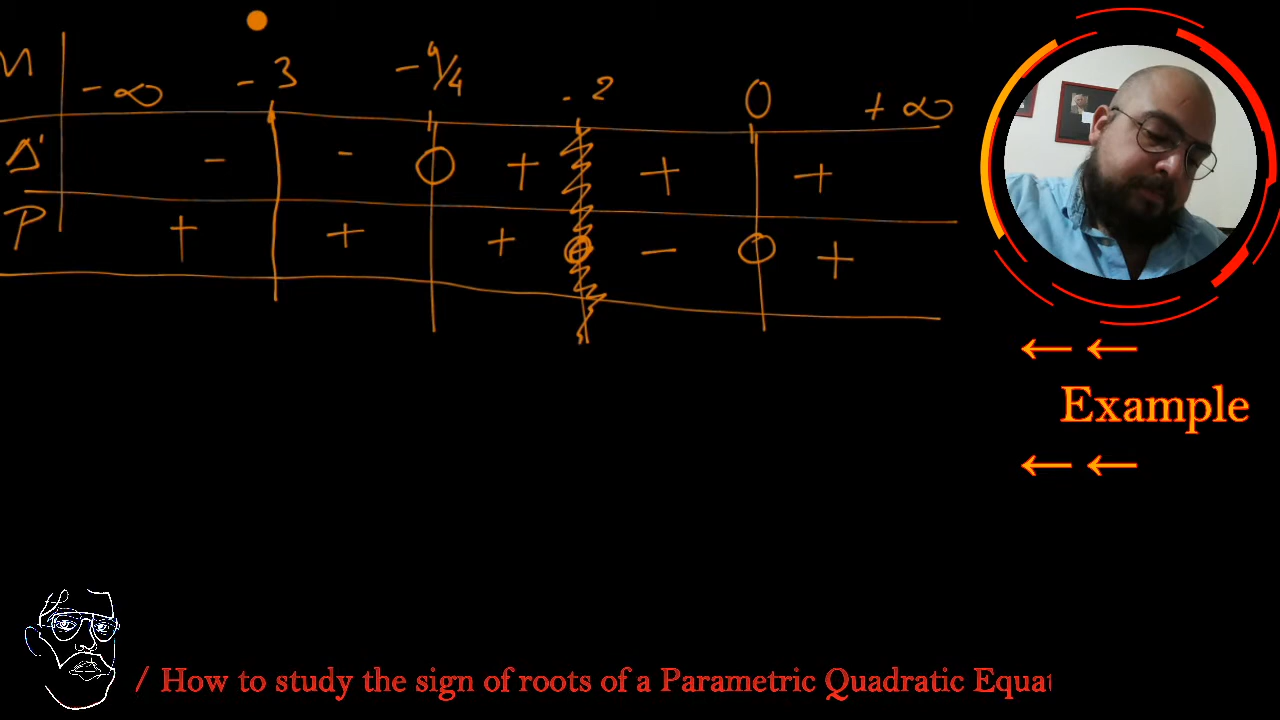 M - ∞ - 3 - 9/4 - 2 0 + ∞
Δ' - - 0 + + +
P + + + 0 - 0 +
← ←
Example
← ←
/ How to study the sign of roots of a Parametric Quadratic Equat